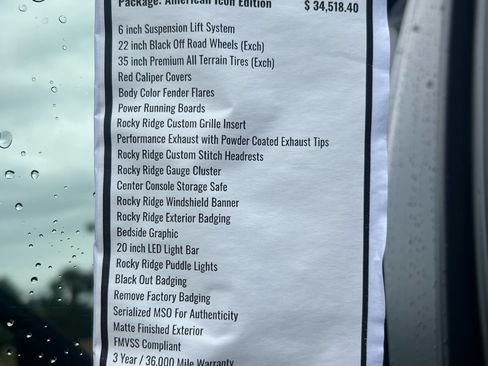 Package: American Icon Edition $ 34,518.40
6 inch Suspension Lift System
22 inch Black Off Road Wheels (Exch)
35 inch Premium All Terrain Tires (Exch)
Red Caliper Covers
Body Color Fender Flares
Power Running Boards
Rocky Ridge Custom Grille Insert
Performance Exhaust with Powder Coated Exhaust Tips
Rocky Ridge Custom Stitch Headrests
Rocky Ridge Gauge Cluster
Center Console Storage Safe
Rocky Ridge Windshield Banner
Rocky Ridge Exterior Badging
Bedside Graphic
20 inch LED Light Bar
Rocky Ridge Puddle Lights
Black Out Badging
Remove Factory Badging
Serialized MSO For Authenticity
Matte Finished Exterior
FMVSS Compliant
3 Year / 36,000 Mile Warranty